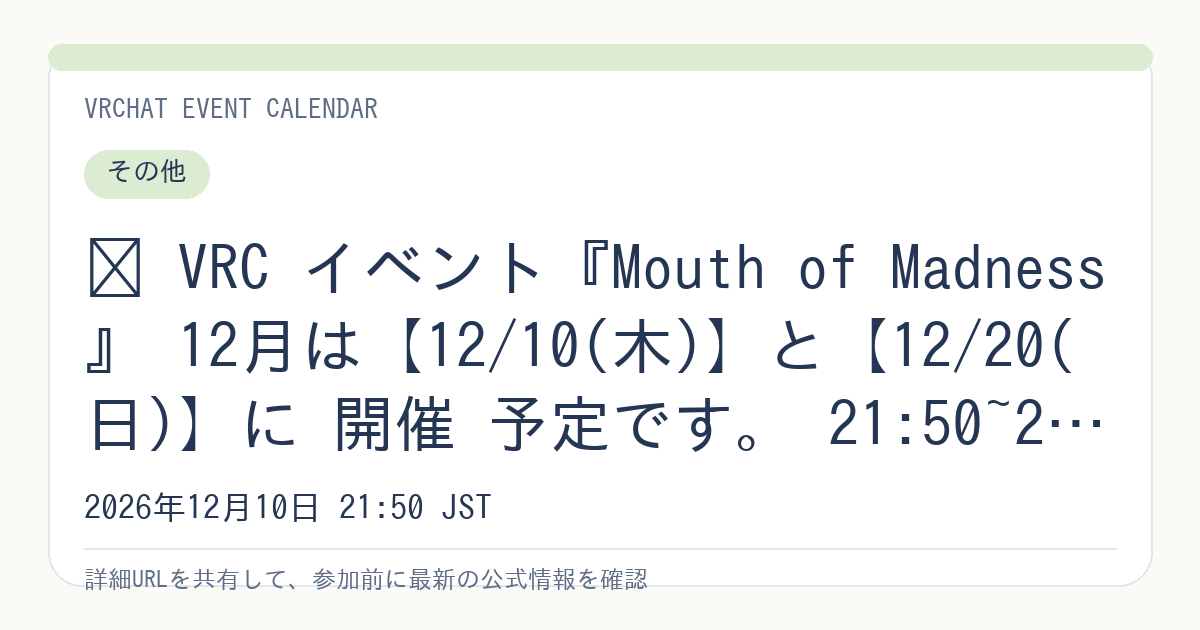 VRCHAT EVENT CALENDAR
その他
VRC イベント『Mouth of Madness
』 12月は【12/10(木)】と【12/20(
日)】に 開催 予定です。 21:50~2…
2026年12月10日 21:50 JST
詳細URLを共有して、参加前に最新の公式情報を確認